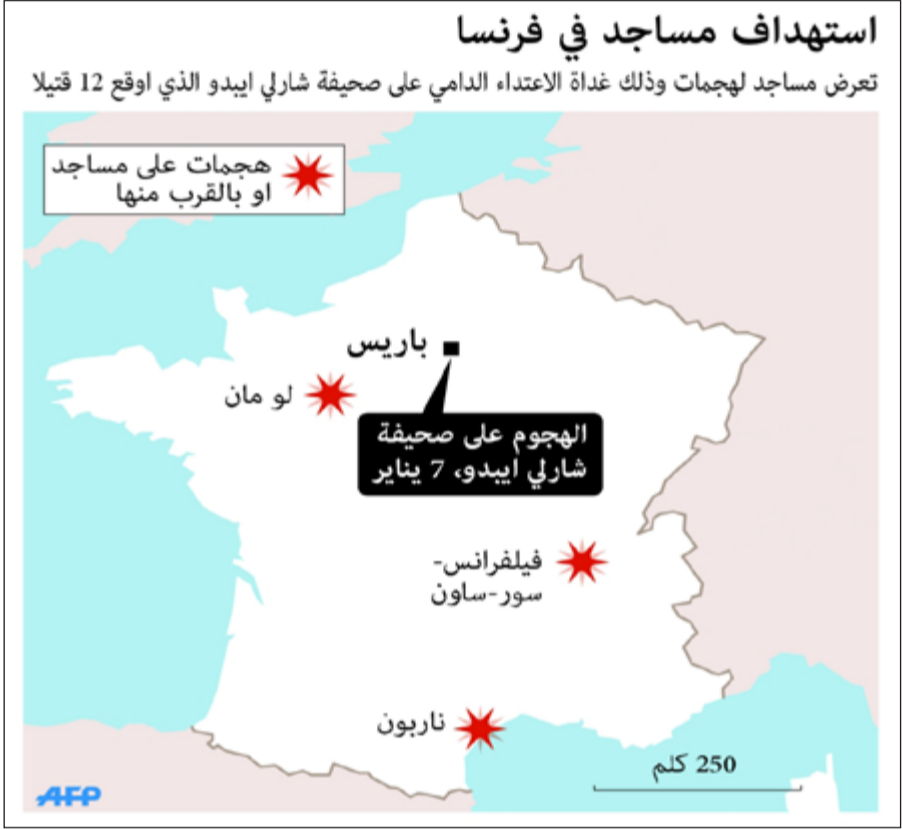 استهداف مساجد في فرنسا
تعرض مساجد لهجمات وذلك غداة الاعتداء الدامي على صحيفة شارلي ايبدو الذي اوقع 12 قتيلا
هجمات على مساجد
او بالقرب منها
باريس
لو مان
الهجوم على صحيفة
شارلي ايبدو، 7 يناير
فيلفرانس-
سور-ساون
ناربون
250 كلم
AFP